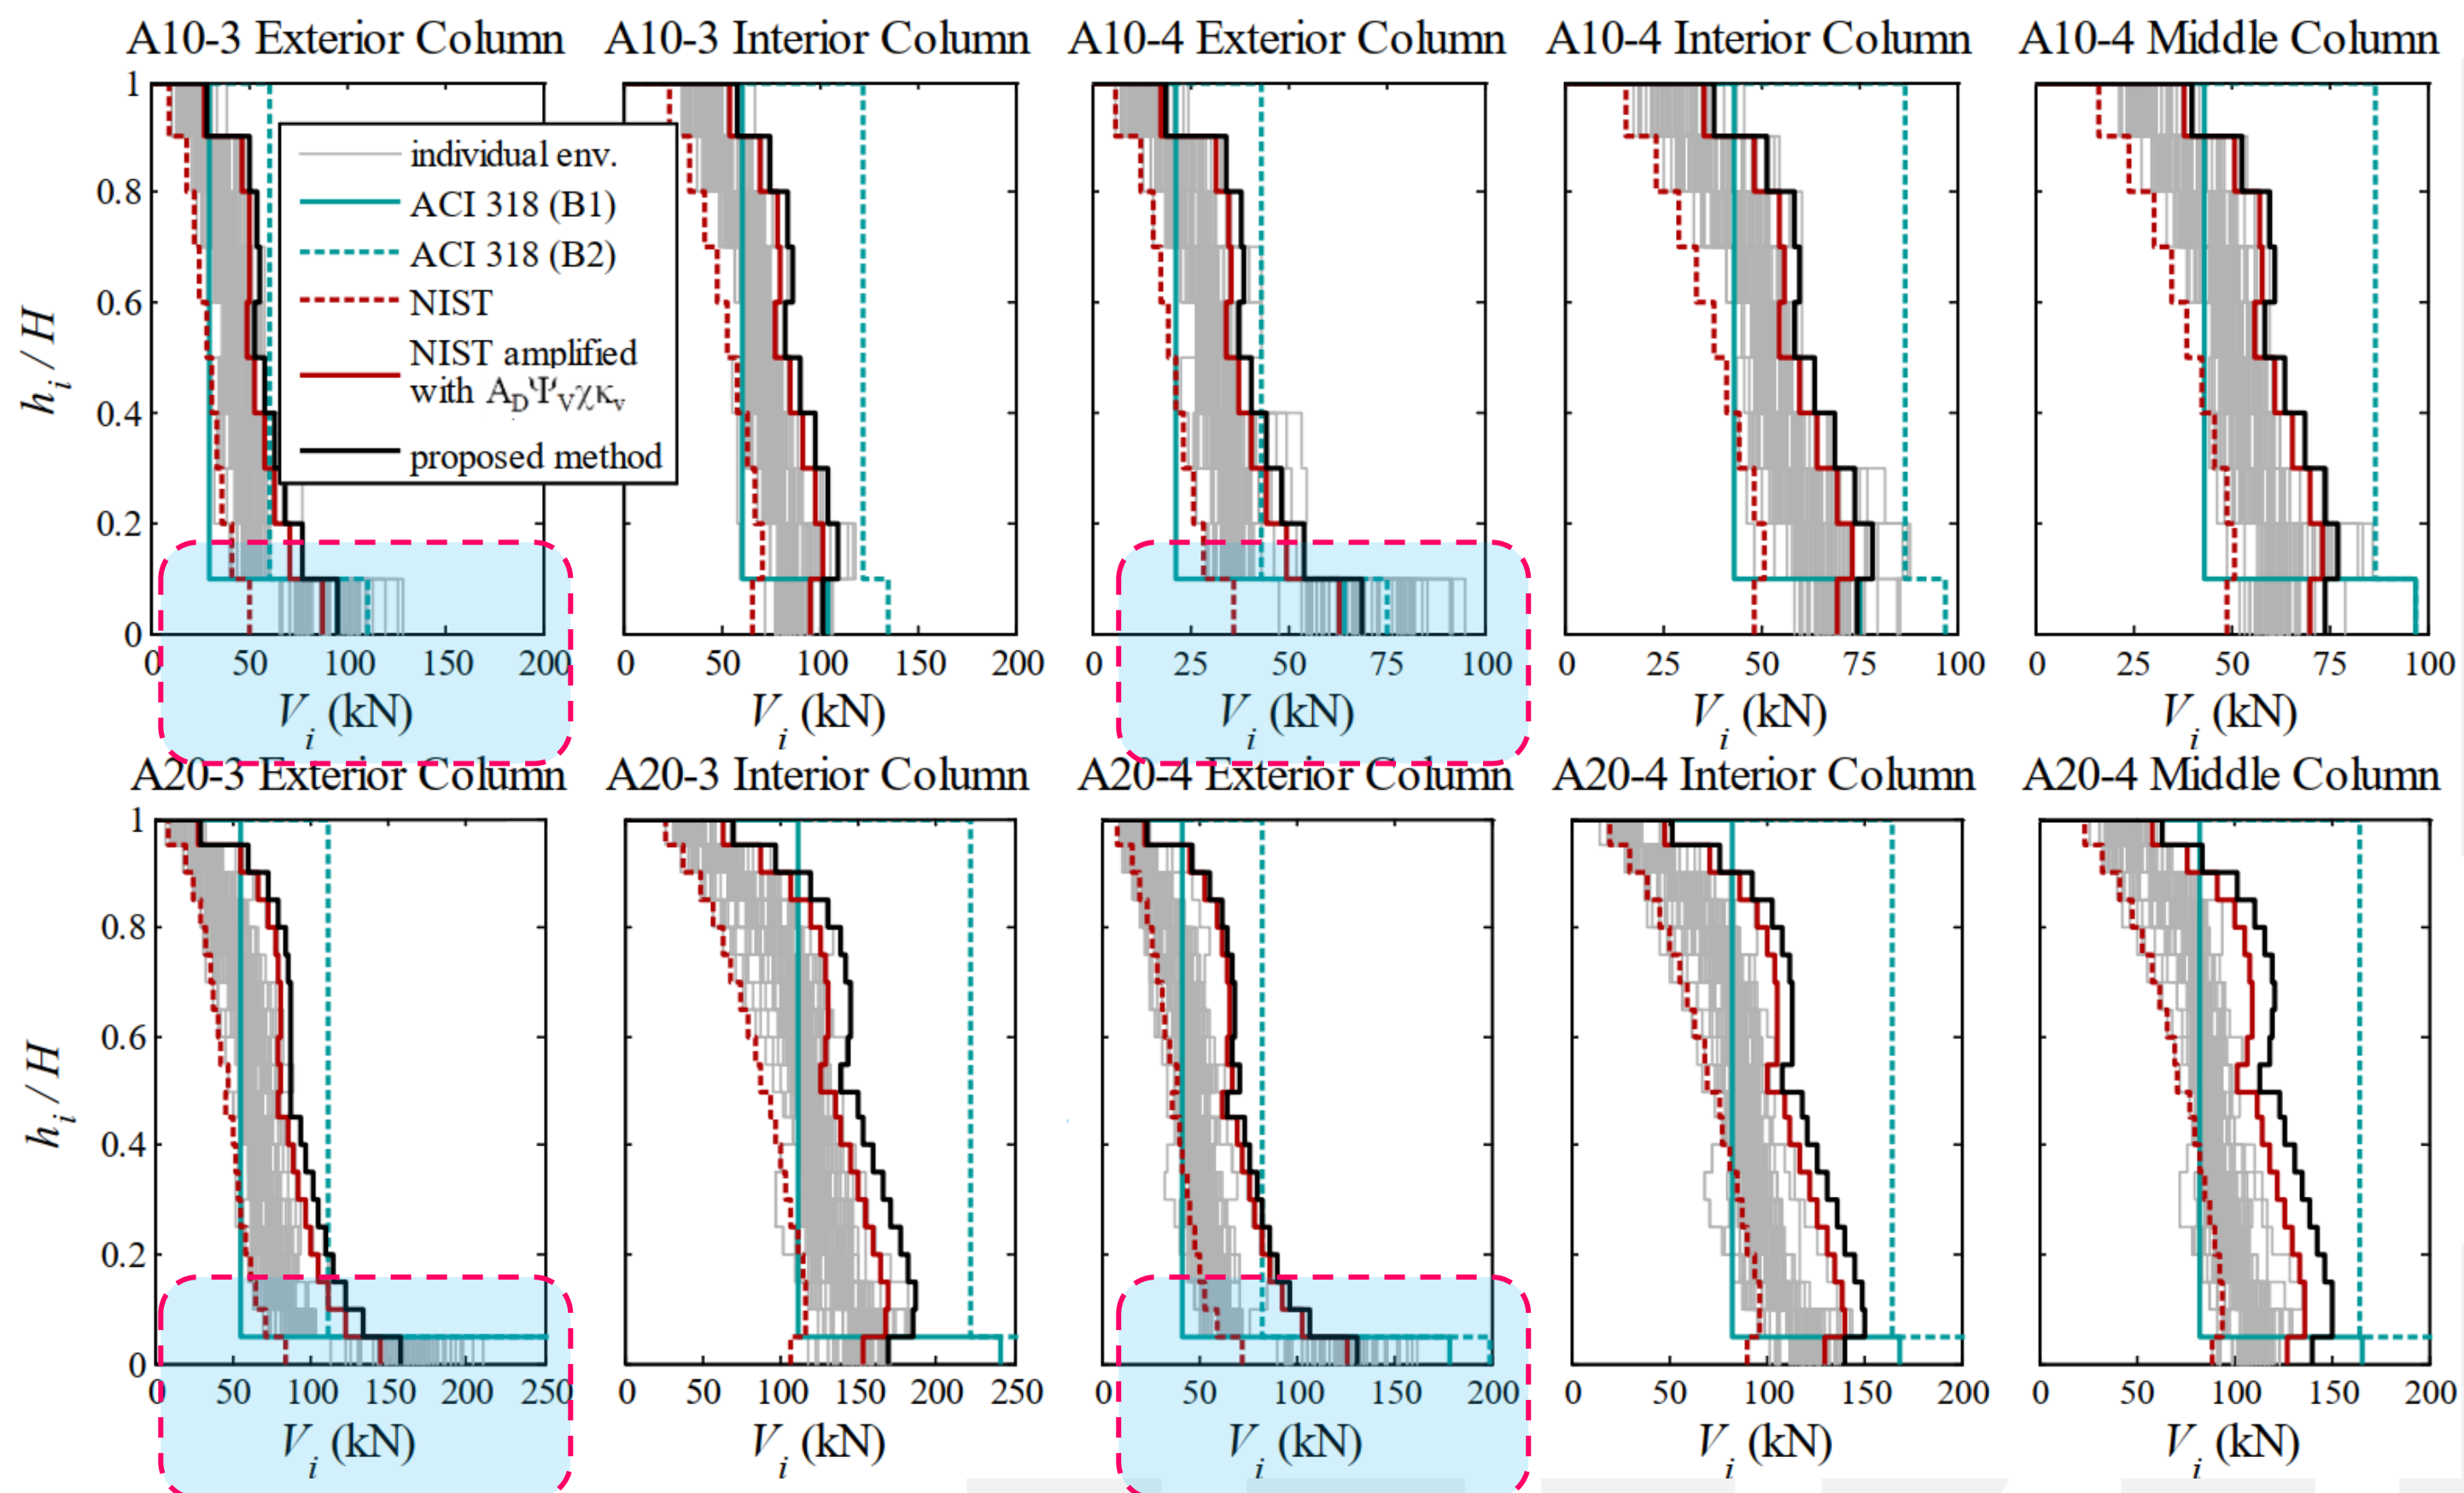 A10-3 Exterior Column
A10-3 Interior Column
A10-4 Exterior Column
A10-4 Interior Column
A10-4 Middle Column
1
0.8
0.6
0.4
0.2
0
h_i / H
individual env.
ACI 318 (B1)
ACI 318 (B2)
NIST
NIST amplified
with A_DΨ_Vχκ_v
proposed method
0 50 100 150 200
0 50 100 150 200
0 25 50 75 100
0 25 50 75 100
0 25 50 75 100
V_i (kN)
V_i (kN)
V_i (kN)
V_i (kN)
V_i (kN)
A20-3 Exterior Column
A20-3 Interior Column
A20-4 Exterior Column
A20-4 Interior Column
A20-4 Middle Column
1
0.8
0.6
0.4
0.2
0
h_i / H
0 50 100 150 200 250
0 50 100 150 200 250
0 50 100 150 200
0 50 100 150 200
0 50 100 150 200
V_i (kN)
V_i (kN)
V_i (kN)
V_i (kN)
V_i (kN)